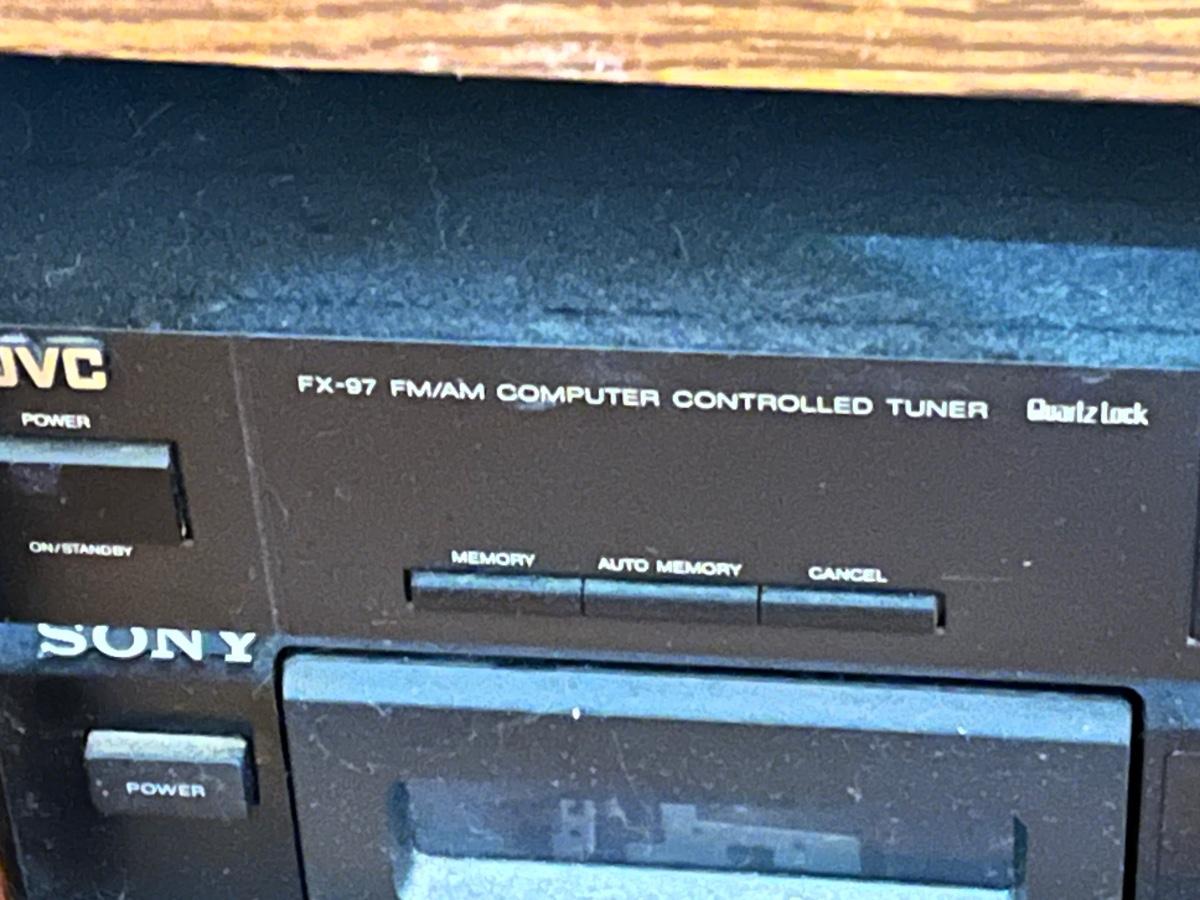 JVC
FX-97 FM/AM COMPUTER CONTROLLED TUNER Quartz Lock
POWER
ON/STANDBY
MEMORY AUTO MEMORY CANCEL
SONY
POWER